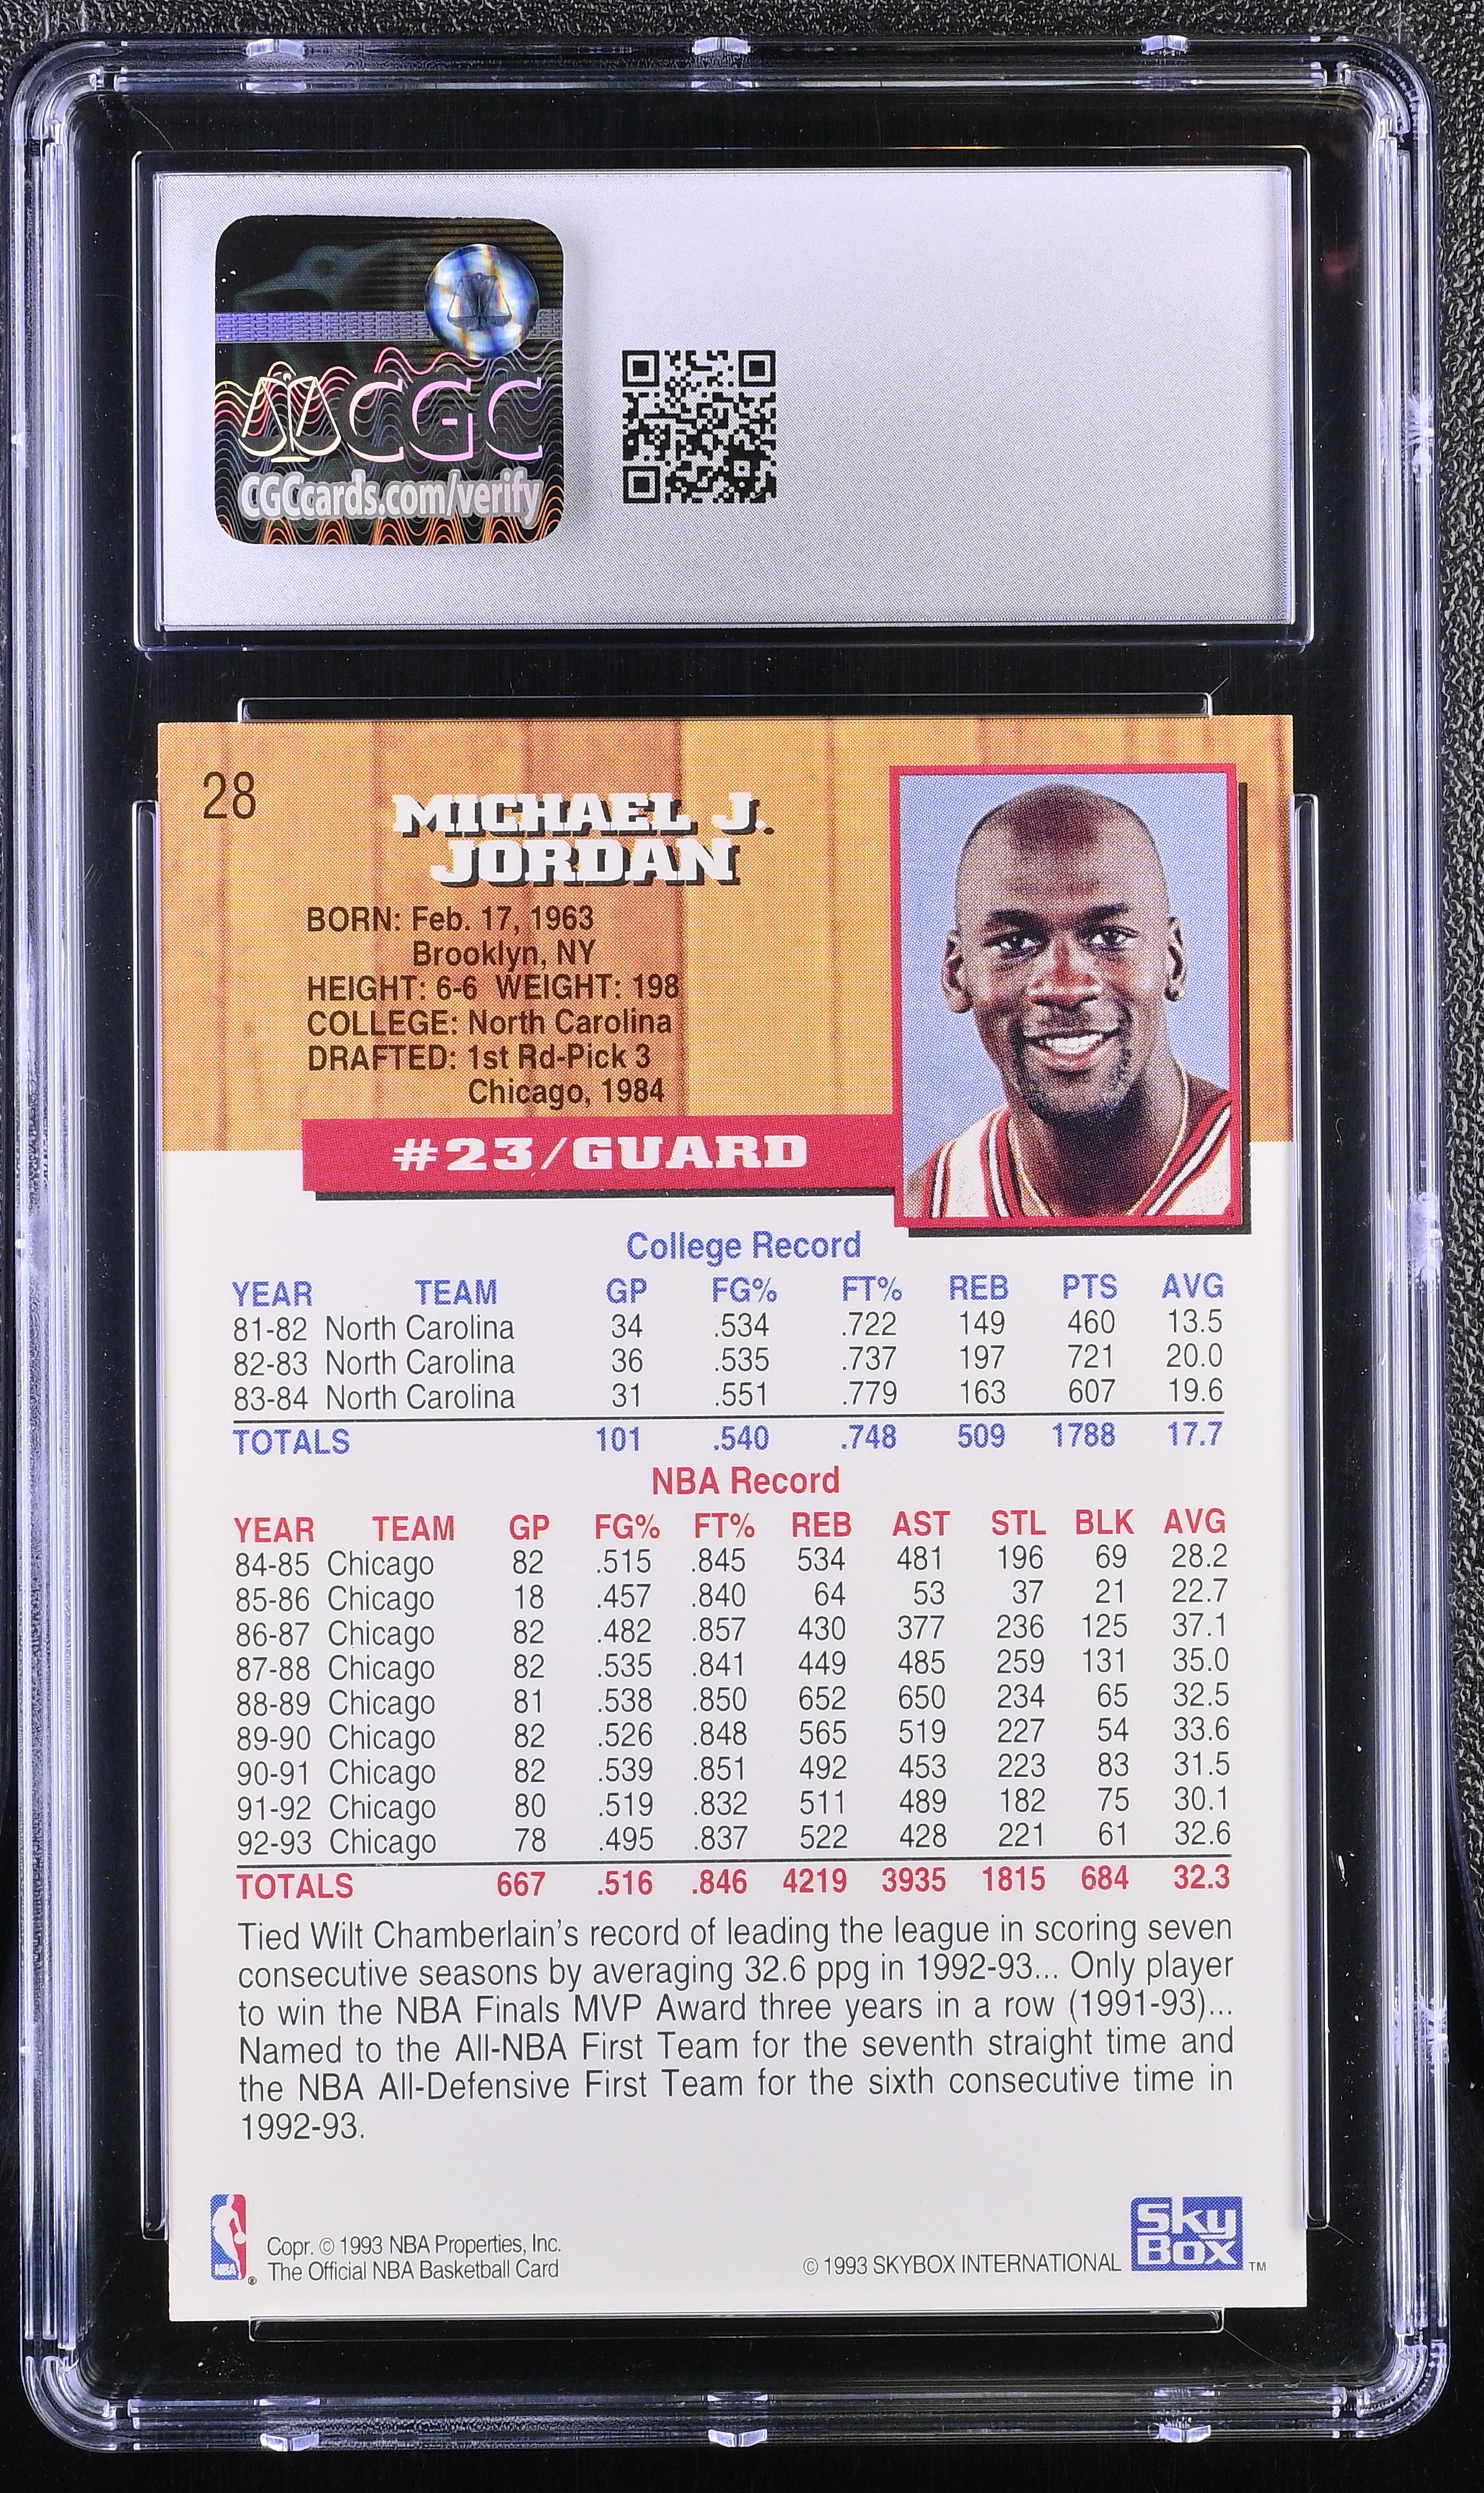 CGC
CGCcards.com/verify
28
MICHAEL J.
JORDAN
BORN: Feb. 17, 1963
Brooklyn, NY
HEIGHT: 6-6 WEIGHT: 198
COLLEGE: North Carolina
DRAFTED: 1st Rd-Pick 3
Chicago, 1984
#23/GUARD
College Record
YEAR TEAM GP FG% FT% REB PTS AVG
81-82 North Carolina 34 .534 .722 149 460 13.5
82-83 North Carolina 36 .535 .737 197 721 20.0
83-84 North Carolina 31 .551 .779 163 607 19.6
TOTALS 101 .540 .748 509 1788 17.7
NBA Record
YEAR TEAM GP FG% FT% REB AST STL BLK AVG
84-85 Chicago 82 .515 .845 534 481 196 69 28.2
85-86 Chicago 18 .457 .840 64 53 37 21 22.7
86-87 Chicago 82 .482 .857 430 377 236 125 37.1
87-88 Chicago 82 .535 .841 449 485 259 131 35.0
88-89 Chicago 81 .538 .850 652 650 234 65 32.5
89-90 Chicago 82 .526 .848 565 519 227 54 33.6
90-91 Chicago 82 .539 .851 492 453 223 83 31.5
91-92 Chicago 80 .519 .832 511 489 182 75 30.1
92-93 Chicago 78 .495 .837 522 428 221 61 32.6
TOTALS 667 .516 .846 4219 3935 1815 684 32.3
Tied Wilt Chamberlain's record of leading the league in scoring seven
consecutive seasons by averaging 32.6 ppg in 1992-93... Only player
to win the NBA Finals MVP Award three years in a row (1991-93)...
Named to the All-NBA First Team for the seventh straight time and
the NBA All-Defensive First Team for the sixth consecutive time in
1992-93.
NBA ®
Copr. © 1993 NBA Properties, Inc.
The Official NBA Basketball Card
© 1993 SKYBOX INTERNATIONAL
Sky
BOX TM